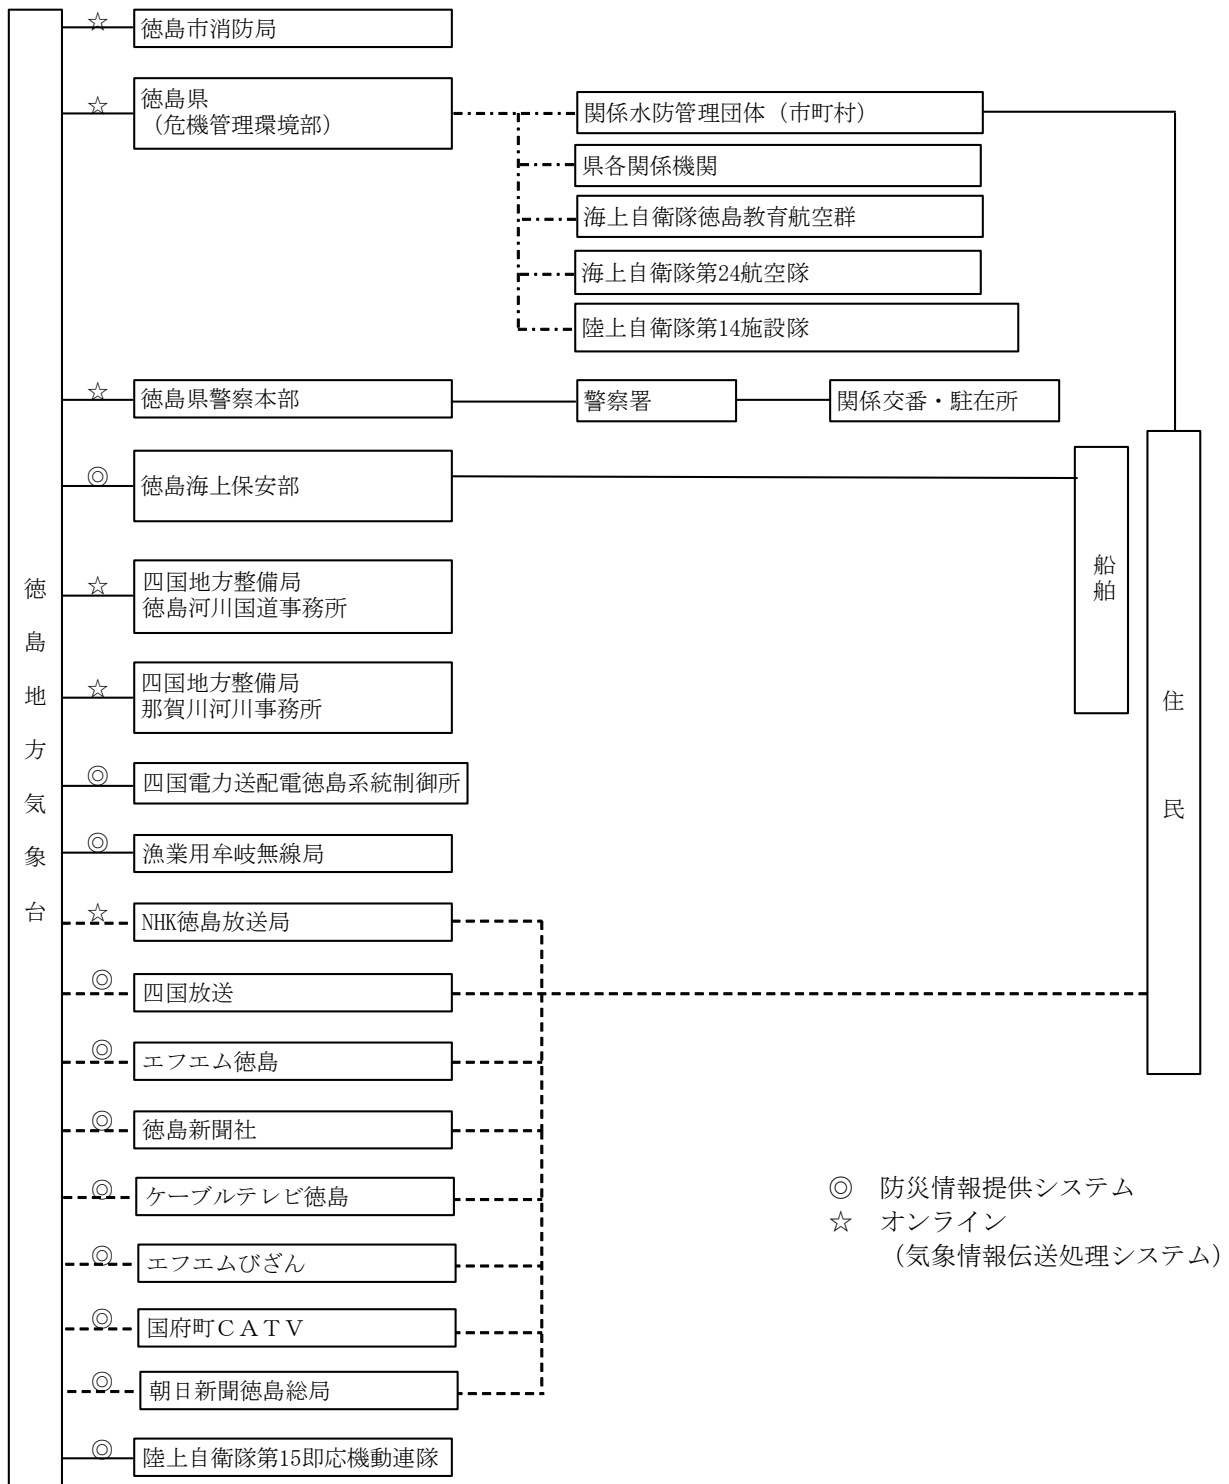 ☆
徳島市消防局
☆
徳島県
（危機管理環境部）
関係水防管理団体（市町村）
県各関係機関
海上自衛隊徳島教育航空群
海上自衛隊第24航空隊
陸上自衛隊第14施設隊
☆
徳島県警察本部
警察署
関係交番・駐在所
◎
徳島海上保安部
船舶
住民
徳島地方気象台
☆
四国地方整備局
徳島河川国道事務所
☆
四国地方整備局
那賀川河川事務所
◎
四国電力送配電徳島系統制御所
◎
漁業用牟岐無線局
☆
NHK徳島放送局
◎
四国放送
◎
エフエム徳島
◎
徳島新聞社
◎
ケーブルテレビ徳島
◎
エフエムびざん
◎
国府町ＣＡＴＶ
◎
朝日新聞徳島総局
◎
陸上自衛隊第15即応機動連隊
◎　防災情報提供システム
☆　オンライン
（気象情報伝送処理システム）